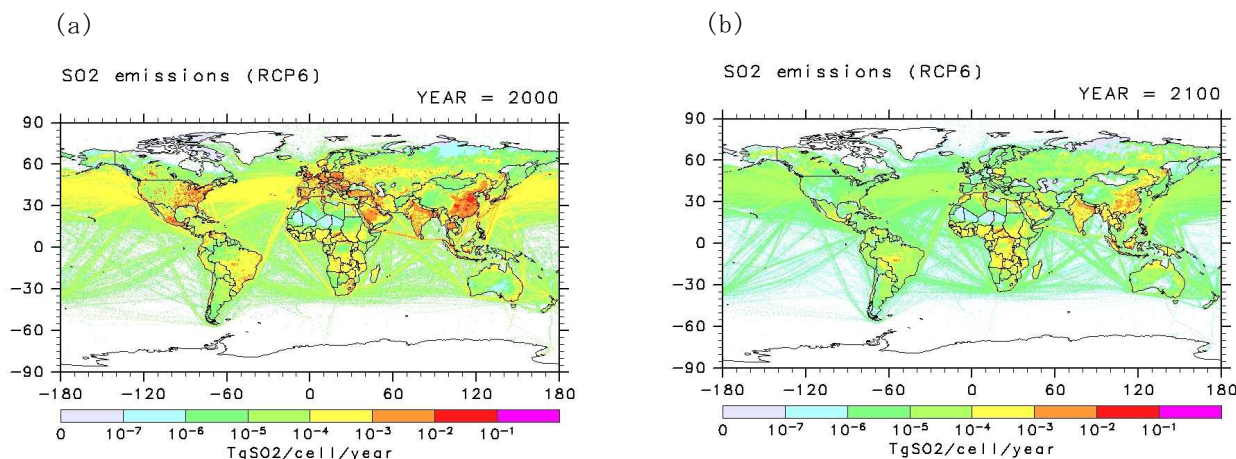 (a)
SO2 emissions (RCP6)
YEAR = 2000
90
60
30
0
-30
-60
-90
-180 -120 -60 0 60 120 180
0 10⁻⁷ 10⁻⁶ 10⁻⁵ 10⁻⁴ 10⁻³ 10⁻² 10⁻¹
TgSO2/cell/year
(b)
SO2 emissions (RCP6)
YEAR = 2100
90
60
30
0
-30
-60
-90
-180 -120 -60 0 60 120 180
0 10⁻⁷ 10⁻⁶ 10⁻⁵ 10⁻⁴ 10⁻³ 10⁻² 10⁻¹
TgSO2/cell/year